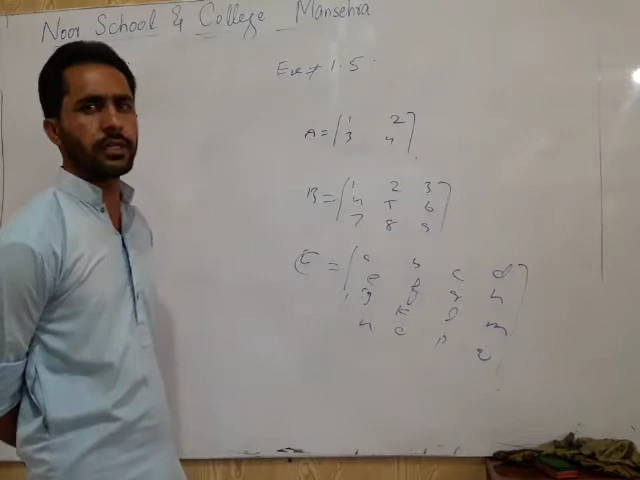 Noor School & College _ Mansehra
Ex # 1.5
A = [1 2
3 4]
B = [1 2 3
4 5 6
7 8 9]
C = [a b c d
e f g h
k l m
n p